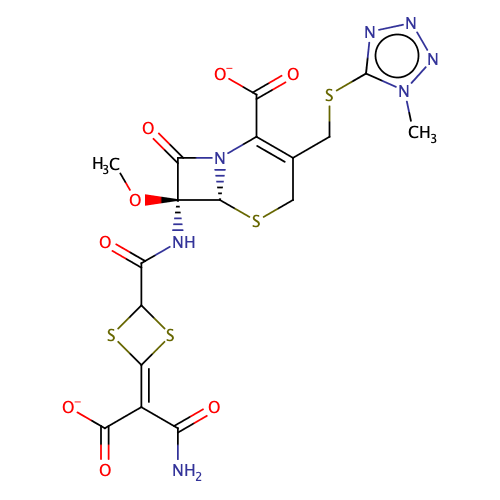 N N
N
O⁻ O S N
CH₃
O N
H₃C
O S
O NH
S S
O⁻ O
O NH₂